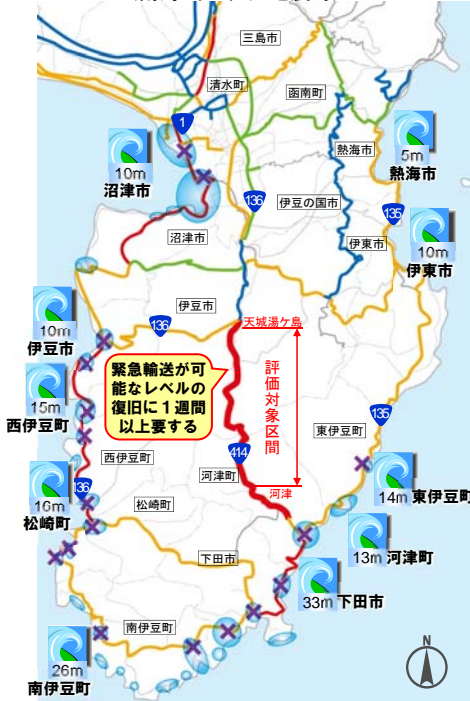 三島市
清水町
函南町
1
熱海市
10m
沼津市
5m
熱海市
136
伊豆の国市
135
沼津市
伊東市
10m
伊東市
伊豆市
136
天城湯ケ島
10m
伊豆市
緊急輸送が可
能なレベルの
復旧に1週間
以上要する
評価対象区間
15m
西伊豆町
135
東伊豆町
414
西伊豆町
河津町
河津
136
16m
松崎町
松崎町
14m 東伊豆町
下田市
13m 河津町
33m 下田市
南伊豆町
26m
南伊豆町
N